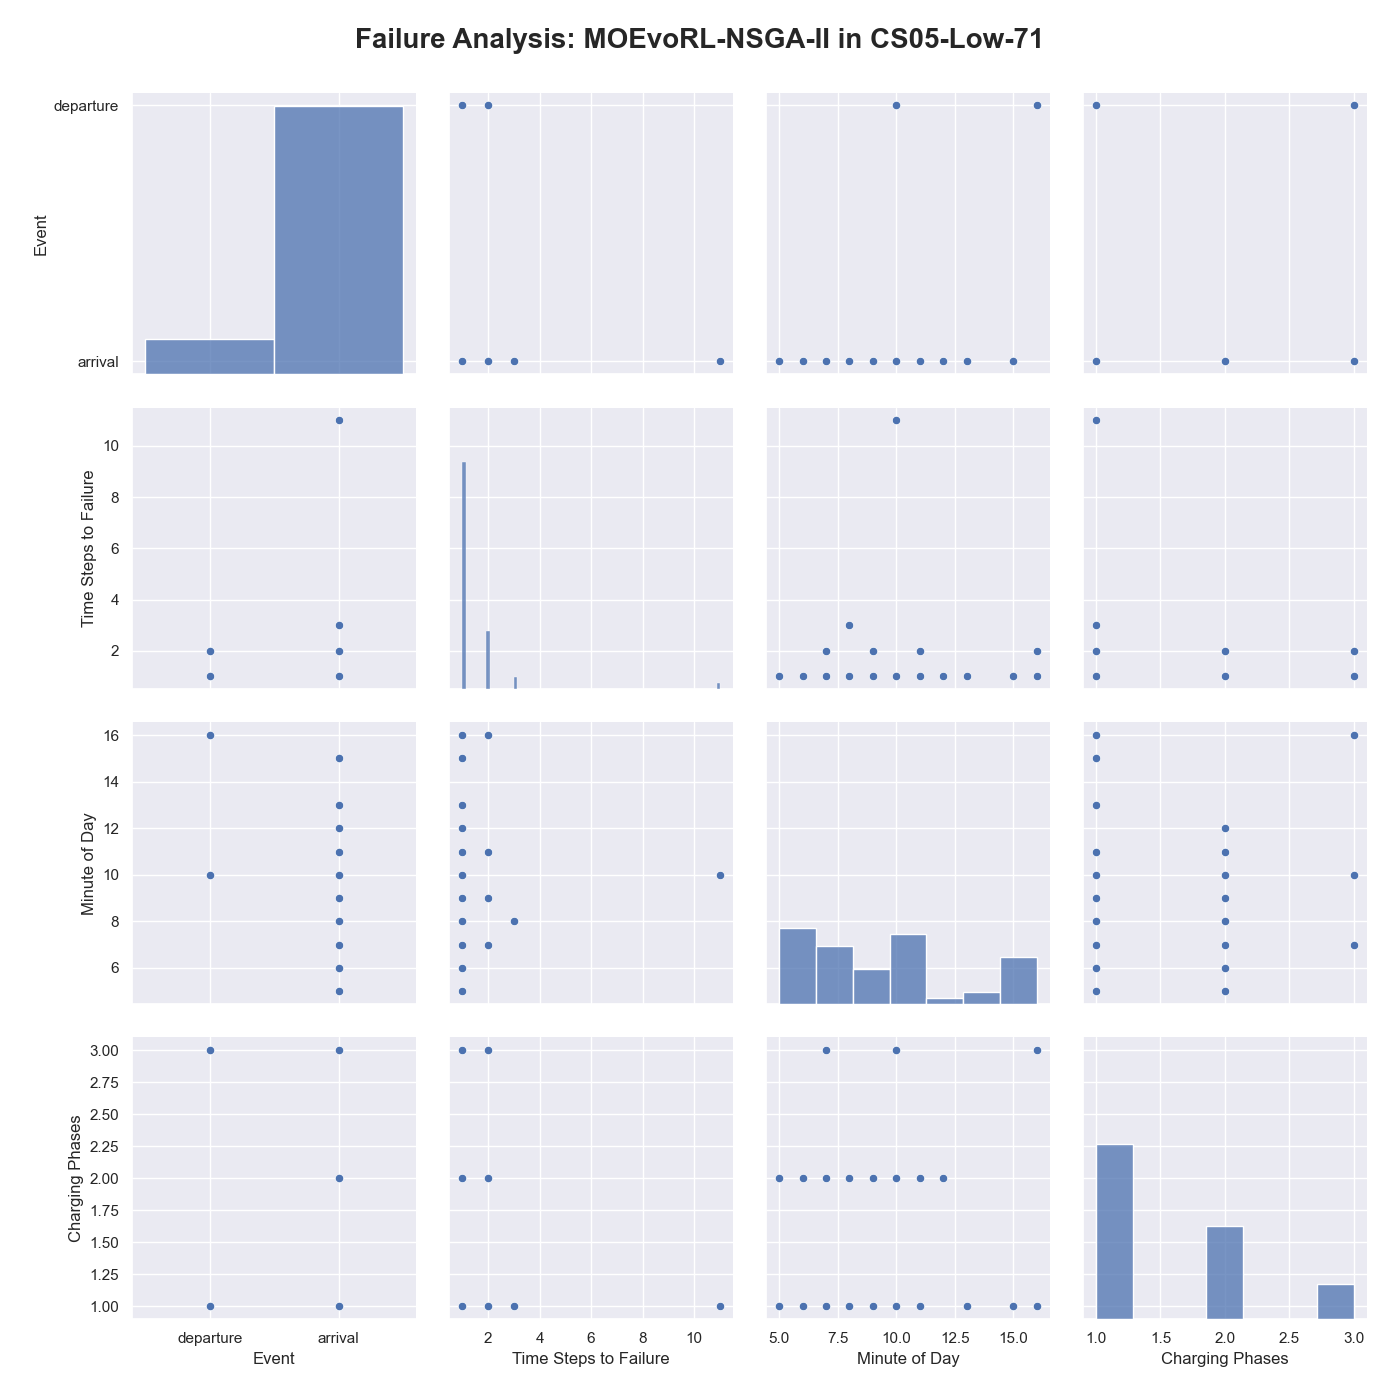 Failure Analysis: MOEvoRL-NSGA-II in CS05-Low-71
departure
arrival
Event
10
8
6
4
2
Time Steps to Failure
16
14
12
10
8
6
Minute of Day
3.00
2.75
2.50
2.25
2.00
1.75
1.50
1.25
1.00
Charging Phases
departure arrival
Event
2 4 6 8 10
Time Steps to Failure
5.0 7.5 10.0 12.5 15.0
Minute of Day
1.0 1.5 2.0 2.5 3.0
Charging Phases